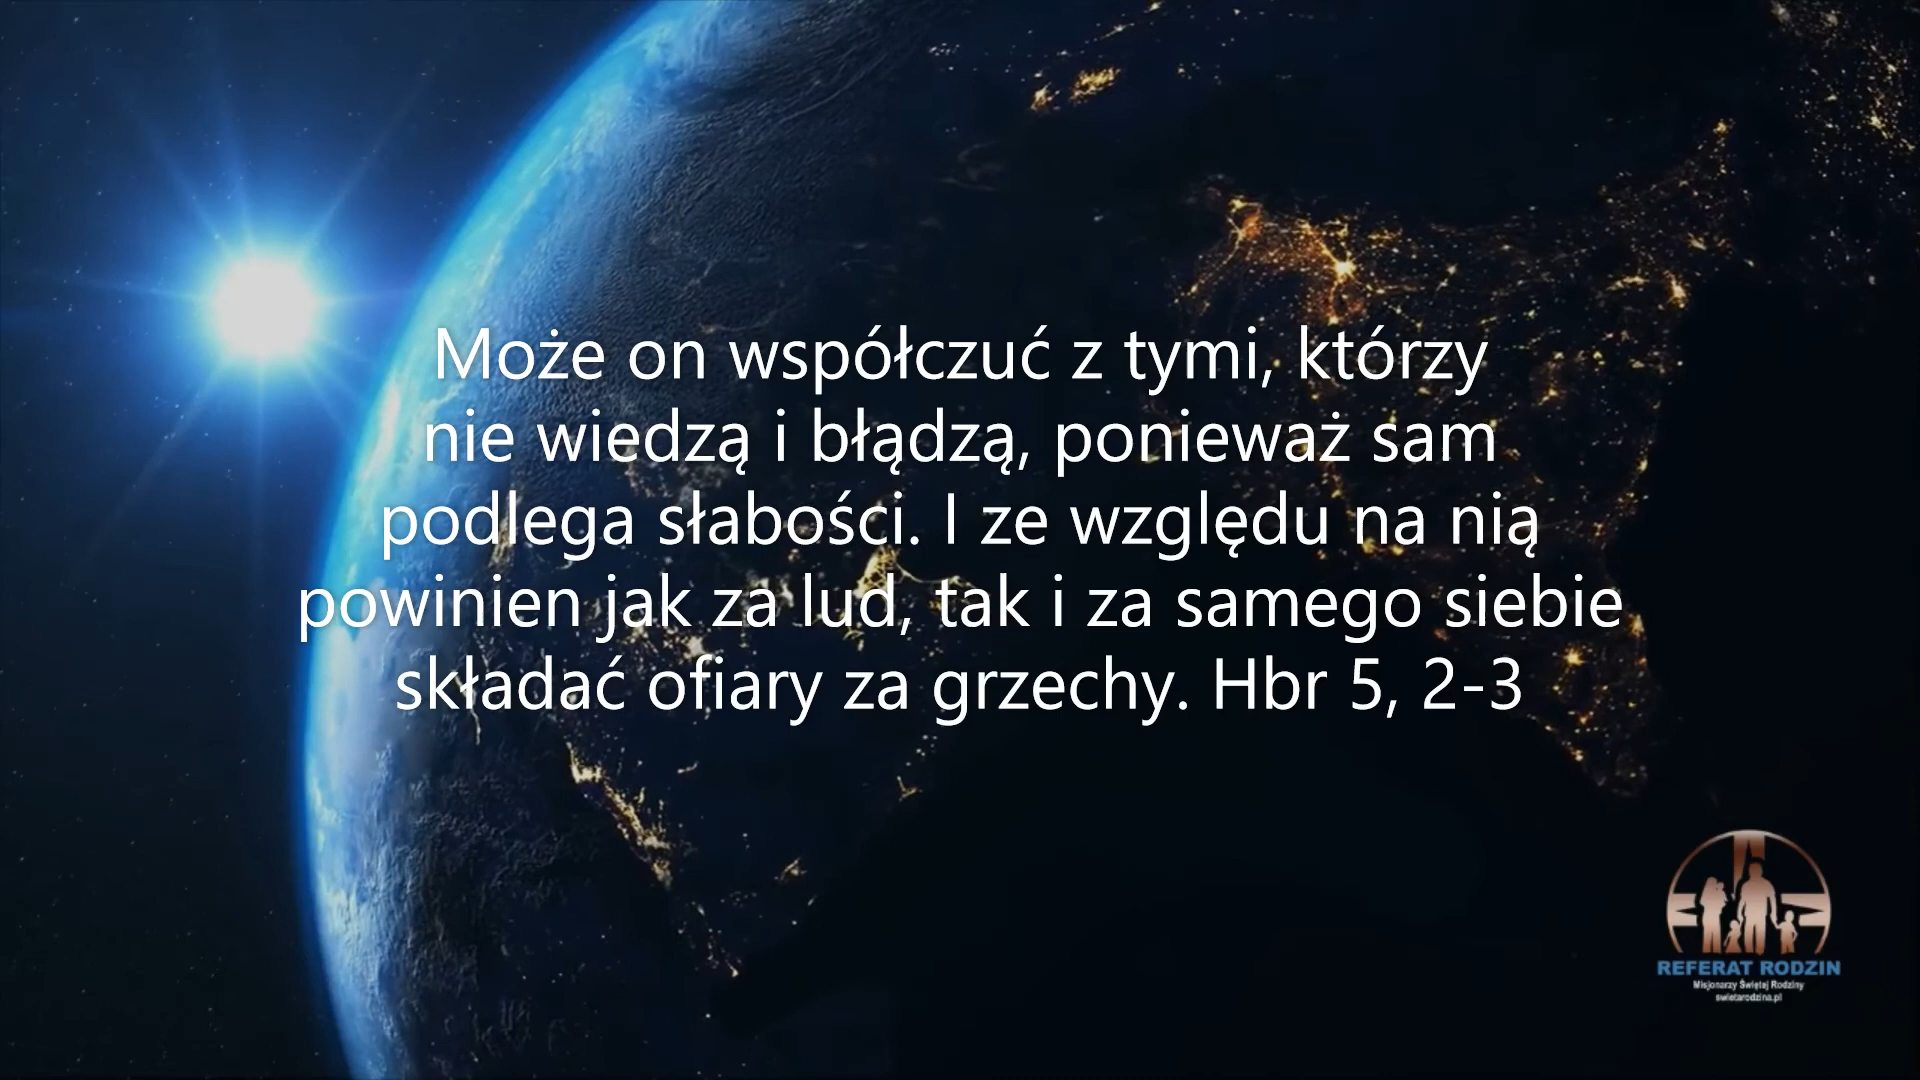 Może on współczuć z tymi, którzy
nie wiedzą i błądzą, ponieważ sam
podlega słabości. I ze względu na nią
powinien jak za lud, tak i za samego siebie
składać ofiary za grzechy. Hbr 5, 2-3
REFERAT RODZIN
Misjonarzy Świętej Rodziny
swietarodzina.pl